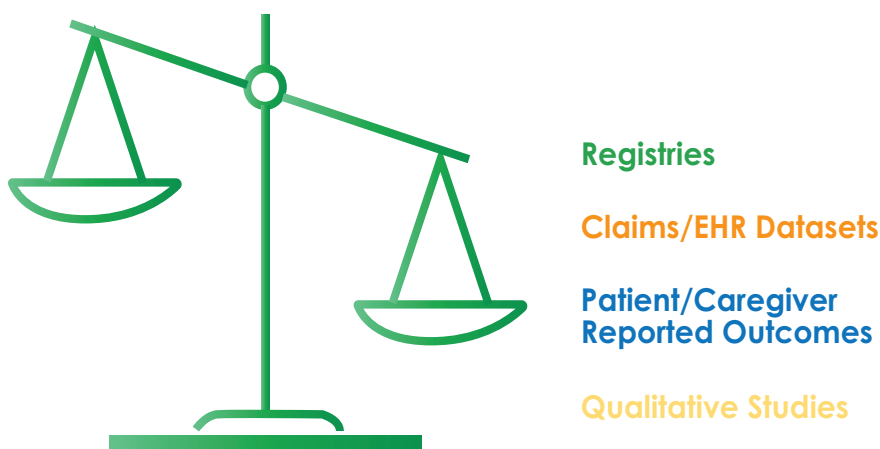 Registries
Claims/EHR Datasets
Patient/Caregiver
Reported Outcomes
Qualitative Studies